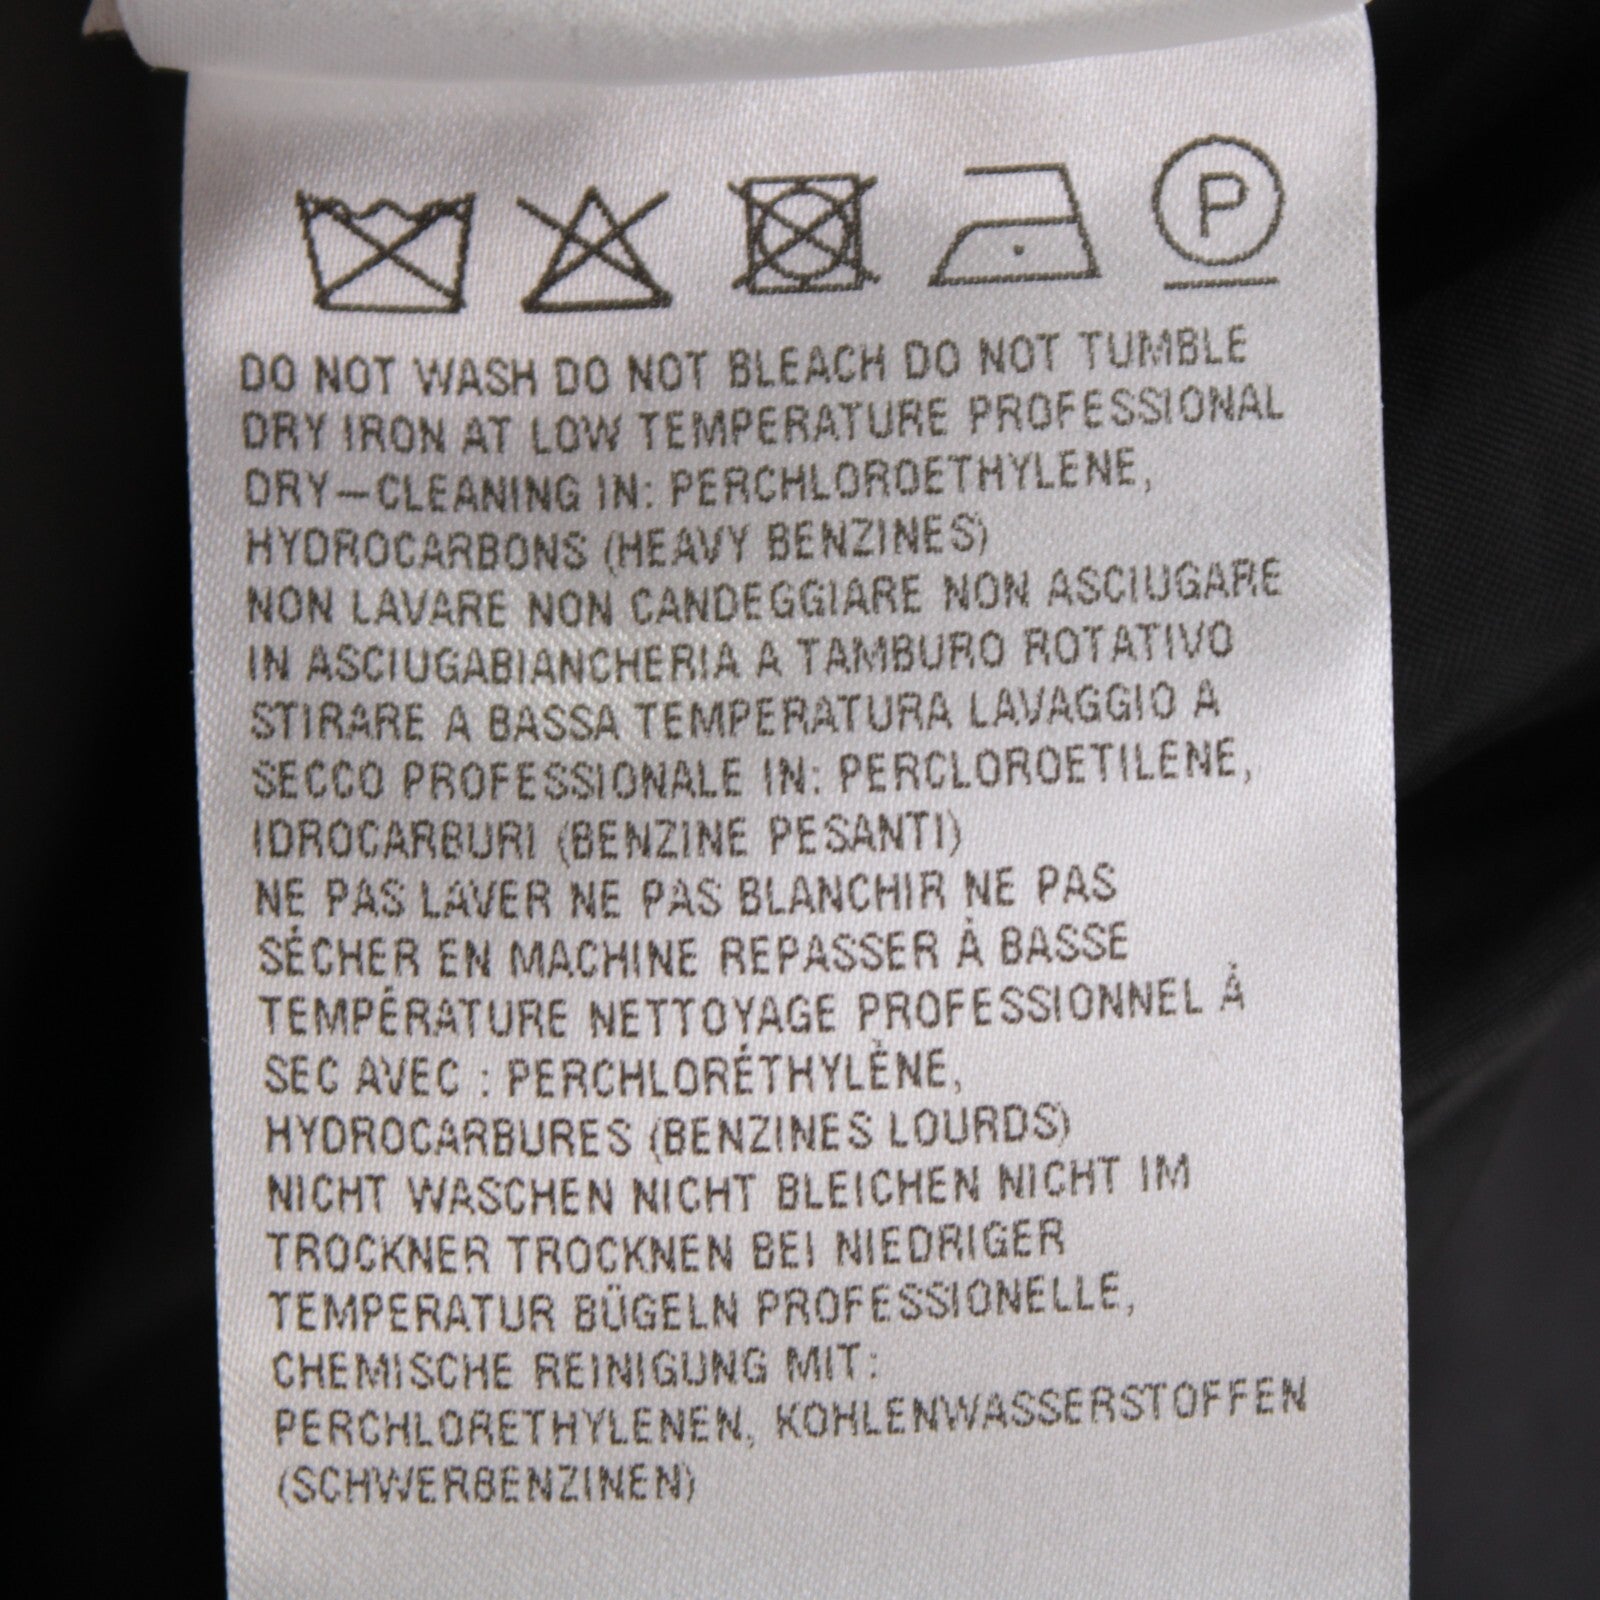 P
DO NOT WASH DO NOT BLEACH DO NOT TUMBLE
DRY IRON AT LOW TEMPERATURE PROFESSIONAL
DRY-CLEANING IN: PERCHLOROETHYLENE,
HYDROCARBONS (HEAVY BENZINES)
NON LAVARE NON CANDEGGIARE NON ASCIUGARE
IN ASCIUGABIANCHERIA A TAMBURO ROTATIVO
STIRARE A BASSA TEMPERATURA LAVAGGIO A
SECCO PROFESSIONALE IN: PERCLOROETILENE,
IDROCARBURI (BENZINE PESANTI)
NE PAS LAVER NE PAS BLANCHIR NE PAS
SÉCHER EN MACHINE REPASSER À BASSE
TEMPÉRATURE NETTOYAGE PROFESSIONNEL À
SEC AVEC : PERCHLORÉTHYLÈNE,
HYDROCARBURES (BENZINES LOURDS)
NICHT WASCHEN NICHT BLEICHEN NICHT IM
TROCKNER TROCKNEN BEI NIEDRIGER
TEMPERATUR BÜGELN PROFESSIONELLE,
CHEMISCHE REINIGUNG MIT:
PERCHLORETHYLENEN, KOHLENWASSERSTOFFEN
(SCHWERBENZINEN)